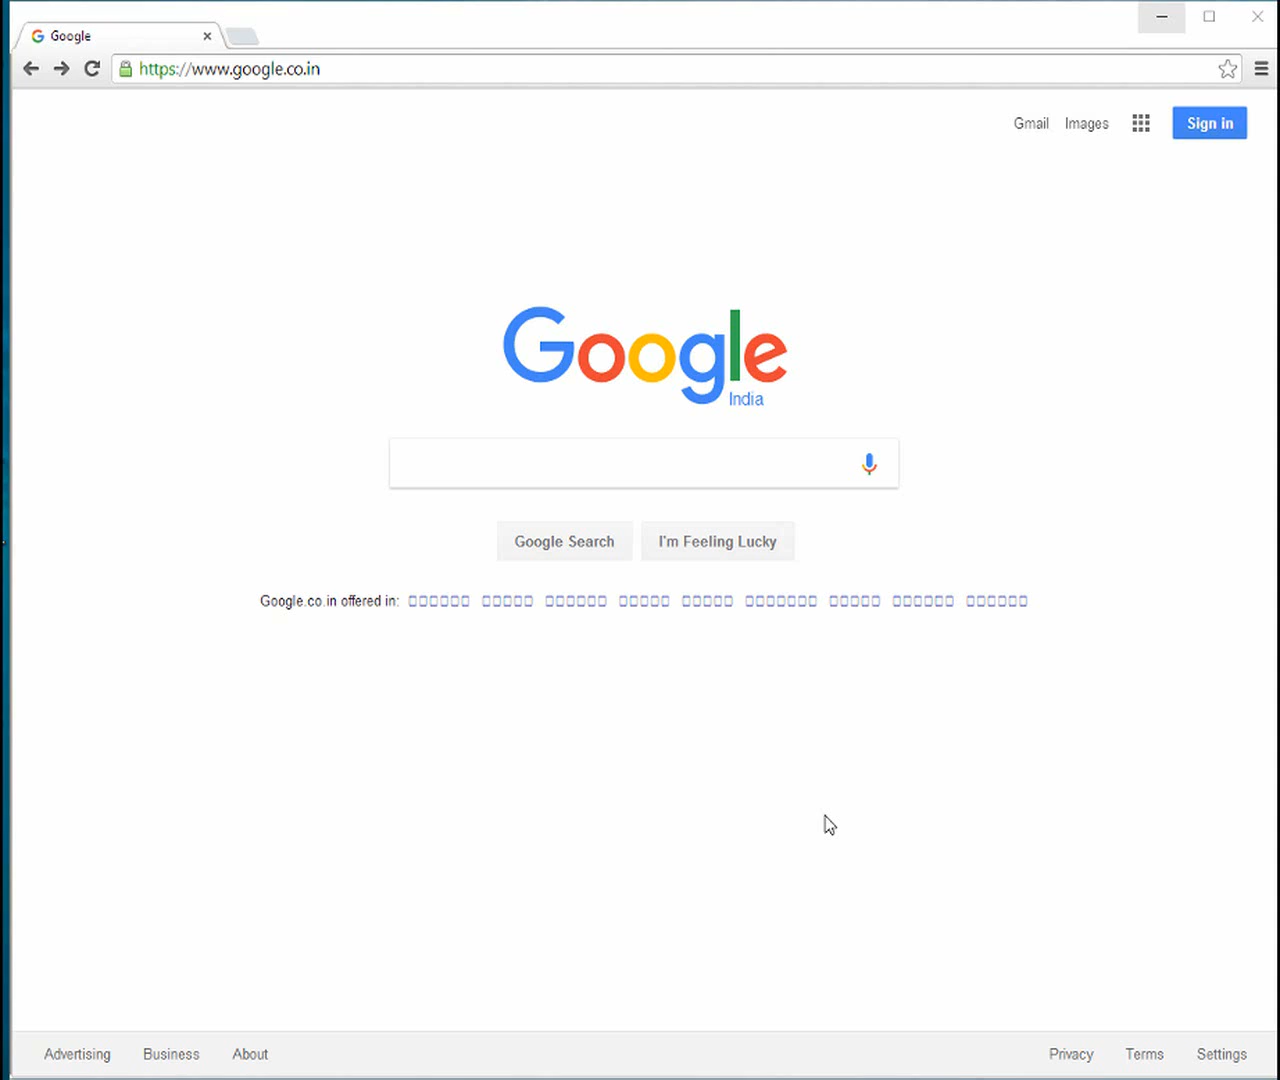 Google
https://www.google.co.in
Gmail Images Sign in
Google
India
Google Search I'm Feeling Lucky
Google.co.in offered in:
Advertising Business About Privacy Terms Settings